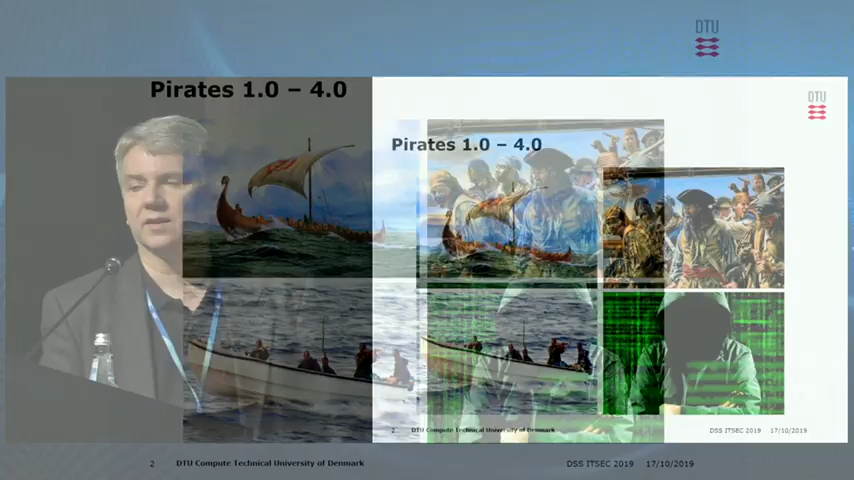 DTU
Pirates 1.0 – 4.0
DTU
Pirates 1.0 – 4.0
2 DTU Compute Technical University of Denmark DSS ITSEC 2019 17/10/2019
2 DTU Compute Technical University of Denmark DSS ITSEC 2019 17/10/2019